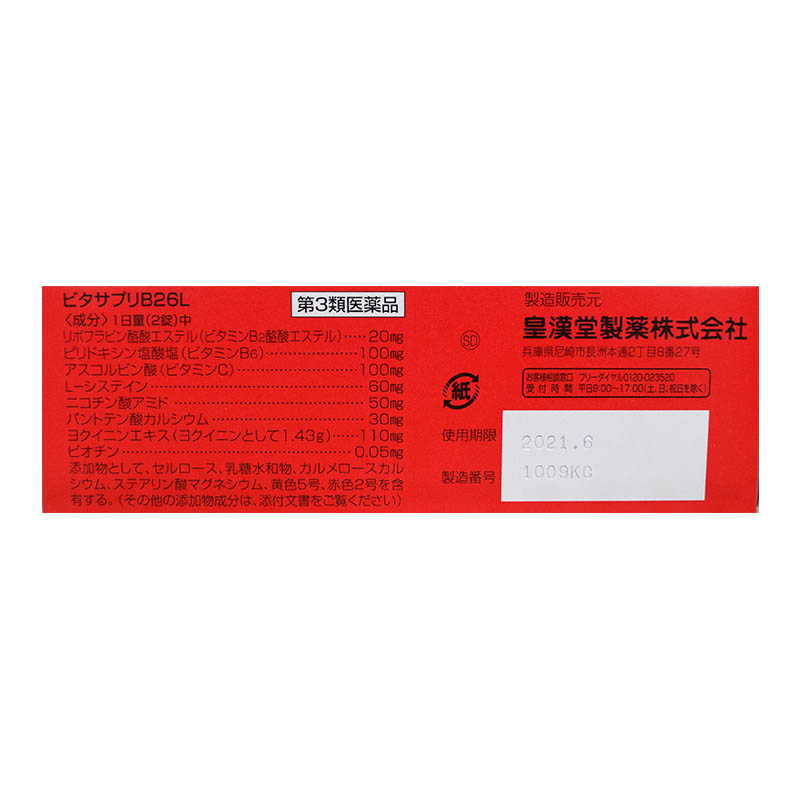 ビタサプリB26L
第3類医薬品
〈成分〉1日量(2錠)中
リボフラビン酪酸エステル(ビタミンB2酪酸エステル)……20mg
ピリドキシン塩酸塩(ビタミンB6)……………100mg
アスコルビン酸(ビタミンC)………………100mg
L-システイン……………………………60mg
ニコチン酸アミド…………………………50mg
パントテン酸カルシウム……………………30mg
ヨクイニンエキス(ヨクイニンとして1.43g)……110mg
ビオチン…………………………………0.05mg
添加物として、セルロース、乳糖水和物、カルメロースカル
シウム、ステアリン酸マグネシウム、黄色5号、赤色2号を含
有する。(その他の添加物成分は、添付文書をご覧ください)
SD
紙
製造販売元
皇漢堂製薬株式会社
兵庫県尼崎市長洲本通2丁目8番27号
お客様相談窓口 フリーダイヤル0120-023520
受付時間 平日9:00〜17:00(土、日、祝日を除く)
使用期限 2021.6
製造番号 1009KC